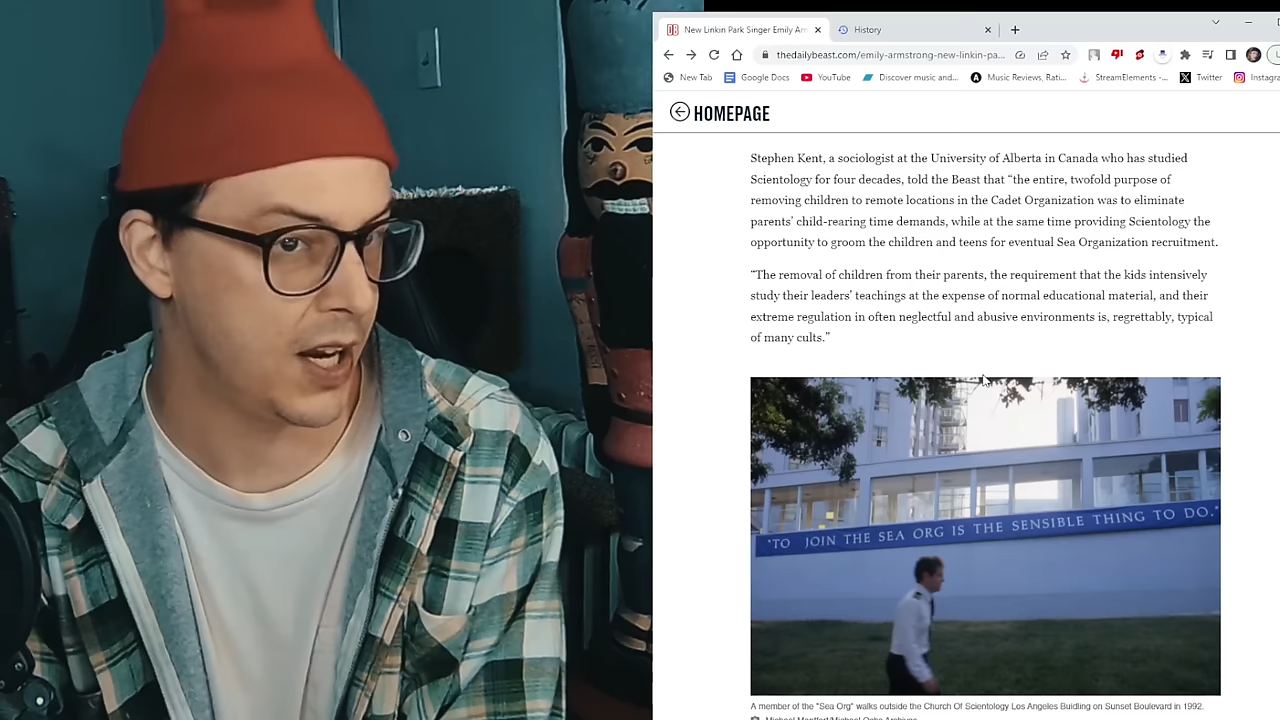 New Linkin Park Singer Emily Arm
History
thedailybeast.com/emily-armstrong-new-linkin-pa...
New Tab
Google Docs
YouTube
Discover music and...
Music Reviews, Rati...
StreamElements -...
Twitter
Instagra
HOMEPAGE
Stephen Kent, a sociologist at the University of Alberta in Canada who has studied
Scientology for four decades, told the Beast that “the entire, twofold purpose of
removing children to remote locations in the Cadet Organization was to eliminate
parents’ child-rearing time demands, while at the same time providing Scientology the
opportunity to groom the children and teens for eventual Sea Organization recruitment.
“The removal of children from their parents, the requirement that the kids intensively
study their leaders’ teachings at the expense of normal educational material, and their
extreme regulation in often neglectful and abusive environments is, regrettably, typical
of many cults.”
"TO JOIN THE SEA ORG IS THE SENSIBLE THING TO DO."
A member of the "Sea Org" walks outside the Church Of Scientology Los Angeles Buidling on Sunset Boulevard in 1992.